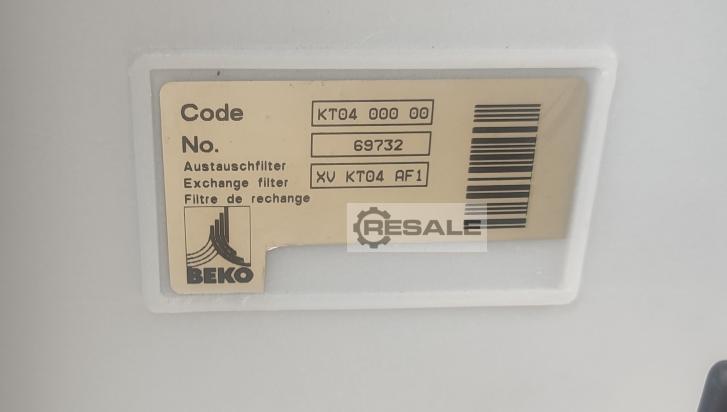 Code KT04 000 00
No. 69732
Austauschfilter
Exchange filter XV KT04 AF1
Filtre de rechange
RESALE
BEKO